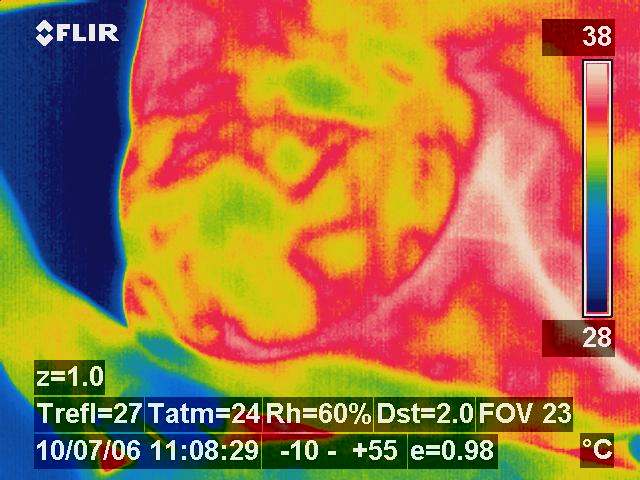 FLIR
38
28
z=1.0
Trefl=27 Tatm=24 Rh=60% Dst=2.0 FOV 23
10/07/06 11:08:29 -10 - +55 e=0.98 °C